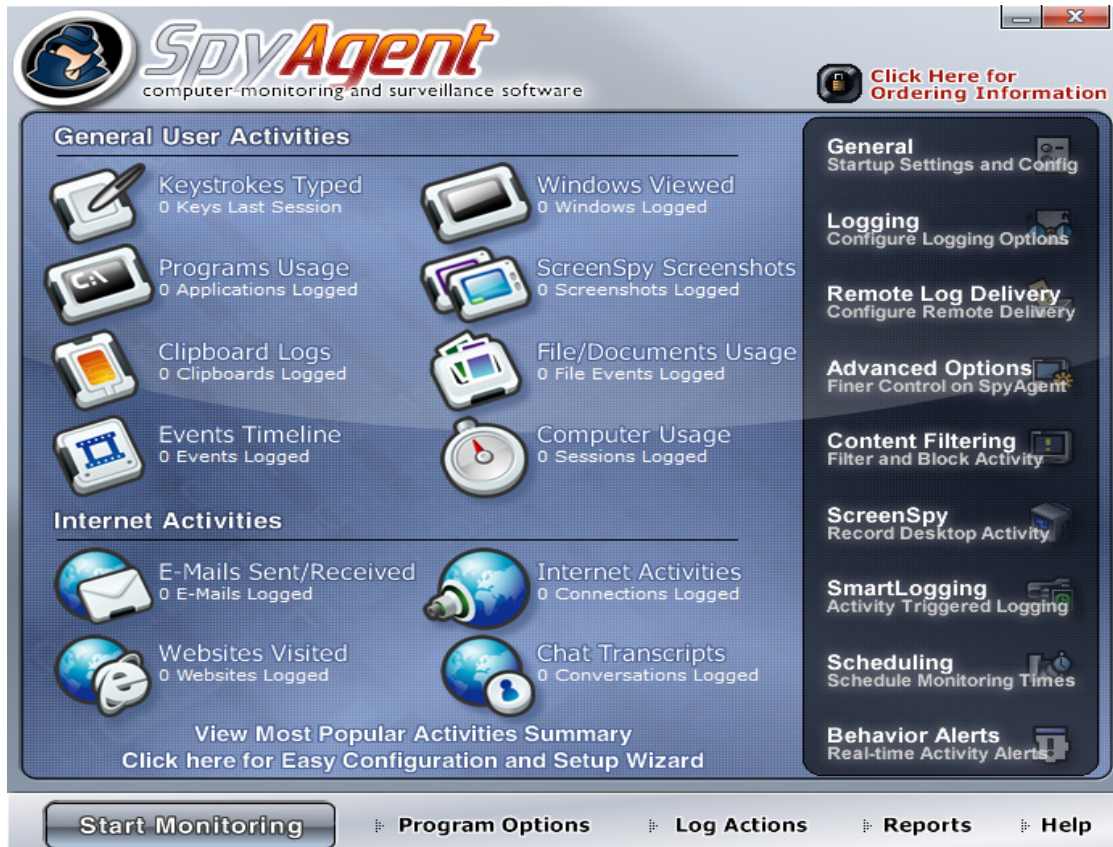 SpyAgent
computer monitoring and surveillance software
Click Here for
Ordering Information
General User Activities
Keystrokes Typed
0 Keys Last Session
Windows Viewed
0 Windows Logged
Programs Usage
0 Applications Logged
ScreenSpy Screenshots
0 Screenshots Logged
Clipboard Logs
0 Clipboards Logged
File/Documents Usage
0 File Events Logged
Events Timeline
0 Events Logged
Computer Usage
0 Sessions Logged
Internet Activities
E-Mails Sent/Received
0 E-Mails Logged
Internet Activities
0 Connections Logged
Websites Visited
0 Websites Logged
Chat Transcripts
0 Conversations Logged
View Most Popular Activities Summary
Click here for Easy Configuration and Setup Wizard
General
Startup Settings and Config
Logging
Configure Logging Options
Remote Log Delivery
Configure Remote Delivery
Advanced Options
Finer Control on SpyAgent
Content Filtering
Filter and Block Activity
ScreenSpy
Record Desktop Activity
SmartLogging
Activity Triggered Logging
Scheduling
Schedule Monitoring Times
Behavior Alerts
Real-time Activity Alerts
Start Monitoring
Program Options
Log Actions
Reports
Help